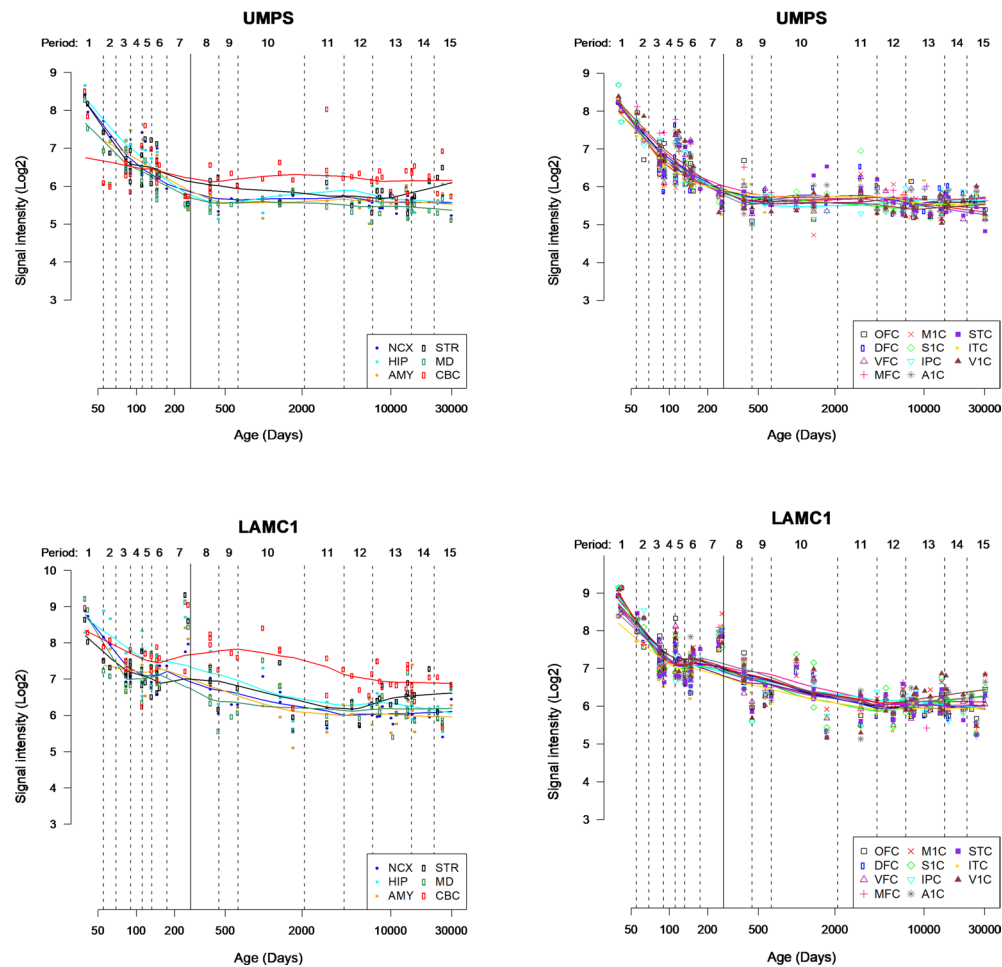 UMPS
Period: 1 2 3 4 5 6 7 8 9 10 11 12 13 14 15
9
8
7
6
5
4
3
Signal intensity (Log2)
NCX STR
HIP MD
AMY CBC
50 100 200 500 2000 10000 30000
Age (Days)
UMPS
Period: 1 2 3 4 5 6 7 8 9 10 11 12 13 14 15
9
8
7
6
5
4
3
Signal intensity (Log2)
OFC M1C STC
DFC S1C ITC
VFC IPC V1C
MFC A1C
50 100 200 500 2000 10000 30000
Age (Days)
LAMC1
Period: 1 2 3 4 5 6 7 8 9 10 11 12 13 14 15
10
9
8
7
6
5
4
3
Signal intensity (Log2)
NCX STR
HIP MD
AMY CBC
50 100 200 500 2000 10000 30000
Age (Days)
LAMC1
Period: 1 2 3 4 5 6 7 8 9 10 11 12 13 14 15
9
8
7
6
5
4
3
Signal intensity (Log2)
OFC M1C STC
DFC S1C ITC
VFC IPC V1C
MFC A1C
50 100 200 500 2000 10000 30000
Age (Days)